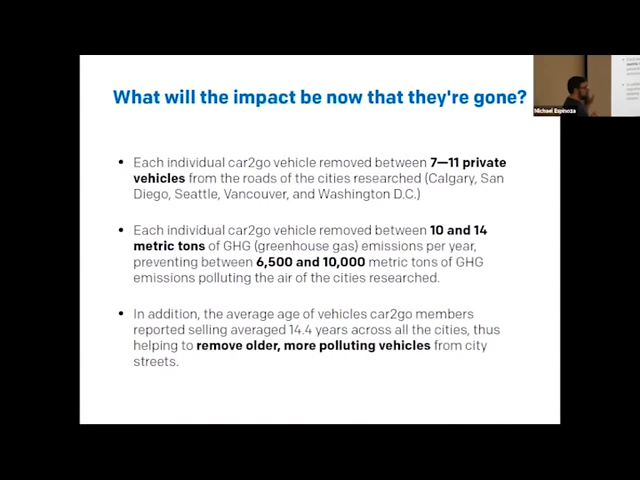 What will the impact be now that they're gone?
Michael Espinoza
• Each individual car2go vehicle removed between 7—11 private
vehicles from the roads of the cities researched (Calgary, San
Diego, Seattle, Vancouver, and Washington D.C.)
• Each individual car2go vehicle removed between 10 and 14
metric tons of GHG (greenhouse gas) emissions per year,
preventing between 6,500 and 10,000 metric tons of GHG
emissions polluting the air of the cities researched.
• In addition, the average age of vehicles car2go members
reported selling averaged 14.4 years across all the cities, thus
helping to remove older, more polluting vehicles from city
streets.